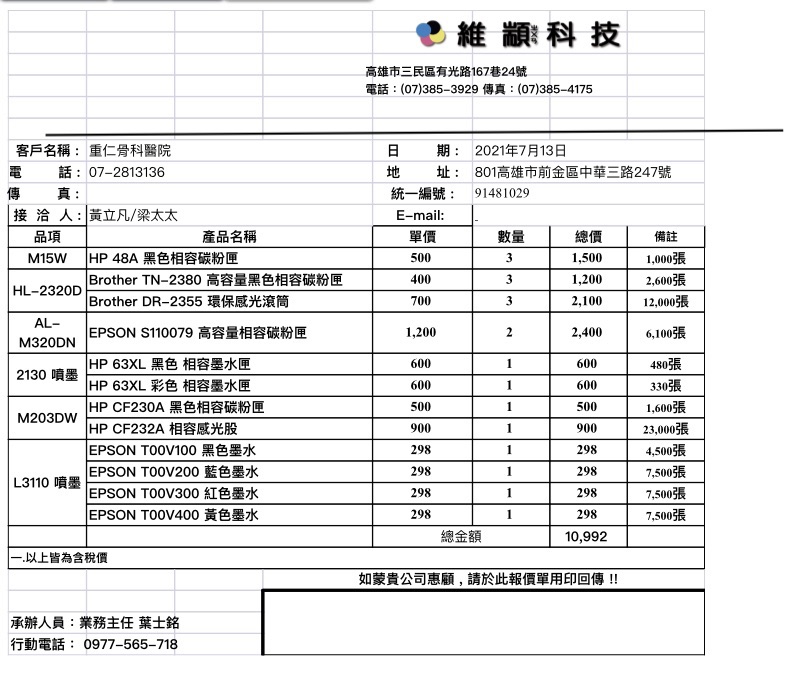 維顓科技
高雄市三民區有光路167巷24號
電話：(07)385-3929 傳真：(07)385-4175
客戶名稱： 重仁骨科醫院 日 期： 2021年7月13日
電 話： 07-2813136 地 址： 801高雄市前金區中華三路247號
傳 真： 統一編號： 91481029
接 洽 人： 黃立凡/梁太太 E-mail: -
品項 產品名稱 單價 數量 總價 備註
M15W HP 48A 黑色相容碳粉匣 500 3 1,500 1,000張
HL-2320D Brother TN-2380 高容量黑色相容碳粉匣 400 3 1,200 2,600張
Brother DR-2355 環保感光滾筒 700 3 2,100 12,000張
AL-M320DN EPSON S110079 高容量相容碳粉匣 1,200 2 2,400 6,100張
2130 噴墨 HP 63XL 黑色 相容墨水匣 600 1 600 480張
HP 63XL 彩色 相容墨水匣 600 1 600 330張
M203DW HP CF230A 黑色相容碳粉匣 500 1 500 1,600張
HP CF232A 相容感光股 900 1 900 23,000張
L3110 噴墨 EPSON T00V100 黑色墨水 298 1 298 4,500張
EPSON T00V200 藍色墨水 298 1 298 7,500張
EPSON T00V300 紅色墨水 298 1 298 7,500張
EPSON T00V400 黃色墨水 298 1 298 7,500張
總金額 10,992
一.以上皆為含稅價
如蒙貴公司惠顧，請於此報價單用印回傳 !!
承辦人員：業務主任 葉士銘
行動電話： 0977-565-718